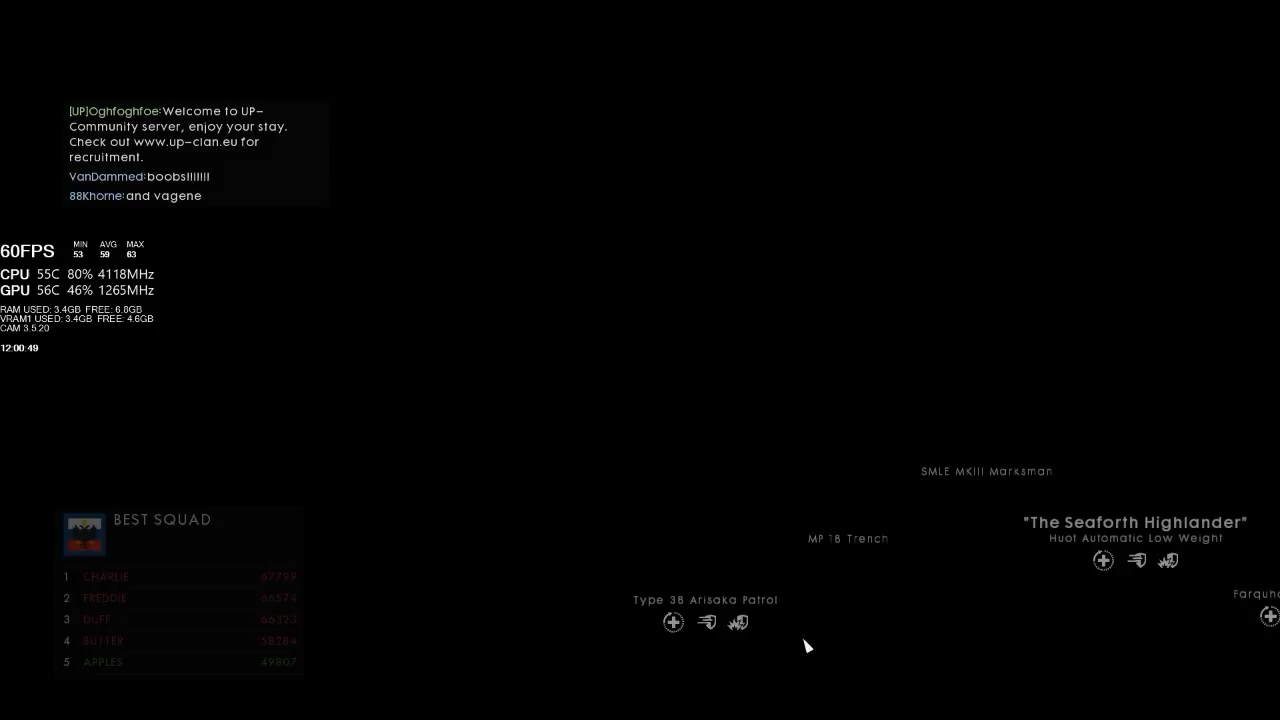 [UP]Oghfoghfoe:Welcome to UP-
Community server, enjoy your stay.
Check out www.up-clan.eu for
recruitment.
VanDammed:boobs!!!!!!!
88Khorne:and vagene
60FPS MIN AVG MAX
53 59 63
CPU 55C 80% 4118MHz
GPU 56C 46% 1265MHz
RAM USED: 3.4GB FREE: 6.8GB
VRAM1 USED: 3.4GB FREE: 4.6GB
CAM 3.5.20
12:00:49
SMLE MKIII Marksman
BEST SQUAD
"The Seaforth Highlander"
Huot Automatic Low Weight
MP 18 Trench
1 CHARLIE 67799
2 FREDDIE 66574
3 DUFF 66323
4 BUTTER 58284
5 APPLES 49807
Type 38 Arisaka Patrol